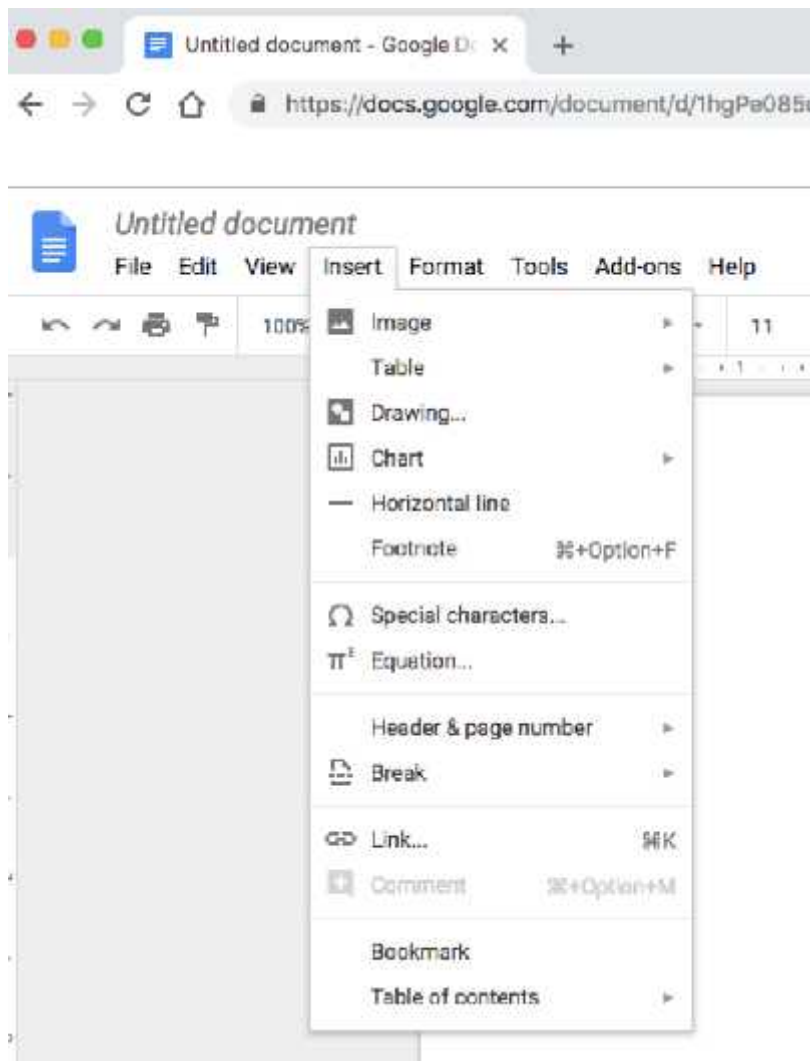 Untitled document - Google D
https://docs.google.com/document/d/1hgPe085
Untitled document
File Edit View Insert Format Tools Add-ons Help
100% 11
Image
Table
Drawing...
Chart
Horizontal line
Footnote ⌘+Option+F
Special characters...
π² Equation...
Header & page number
Break
Link... ⌘K
Comment ⌘+Option+M
Bookmark
Table of contents